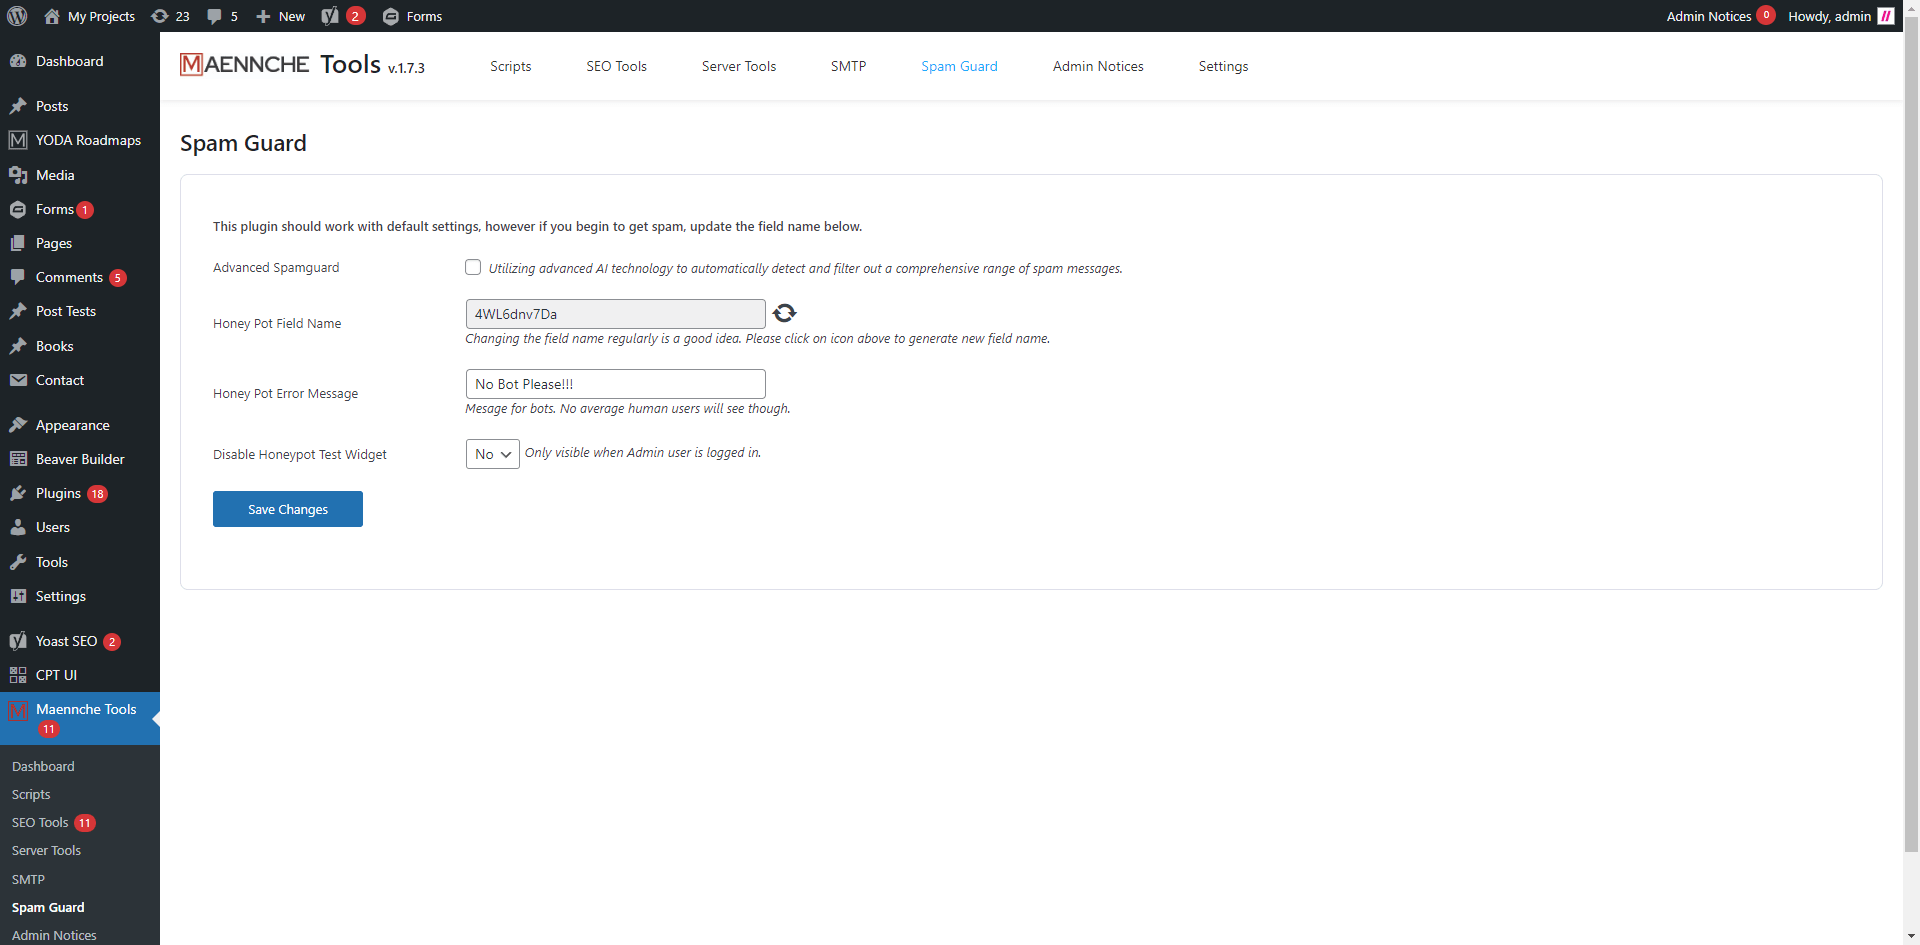 My Projects 23 5 New 2 Forms Admin Notices 0 Howdy, admin
Dashboard
Posts
YODA Roadmaps
Media
Forms 1
Pages
Comments 5
Post Tests
Books
Contact
Appearance
Beaver Builder
Plugins 18
Users
Tools
Settings
Yoast SEO 2
CPT UI
Maennche Tools
11
Dashboard
Scripts
SEO Tools 11
Server Tools
SMTP
Spam Guard
Admin Notices
MAENNCHE Tools v.1.7.3 Scripts SEO Tools Server Tools SMTP Spam Guard Admin Notices Settings
Spam Guard
This plugin should work with default settings, however if you begin to get spam, update the field name below.
Advanced Spamguard Utilizing advanced AI technology to automatically detect and filter out a comprehensive range of spam messages.
Honey Pot Field Name 4WL6dnv7Da
Changing the field name regularly is a good idea. Please click on icon above to generate new field name.
Honey Pot Error Message No Bot Please!!!
Mesage for bots. No average human users will see though.
Disable Honeypot Test Widget No Only visible when Admin user is logged in.
Save Changes